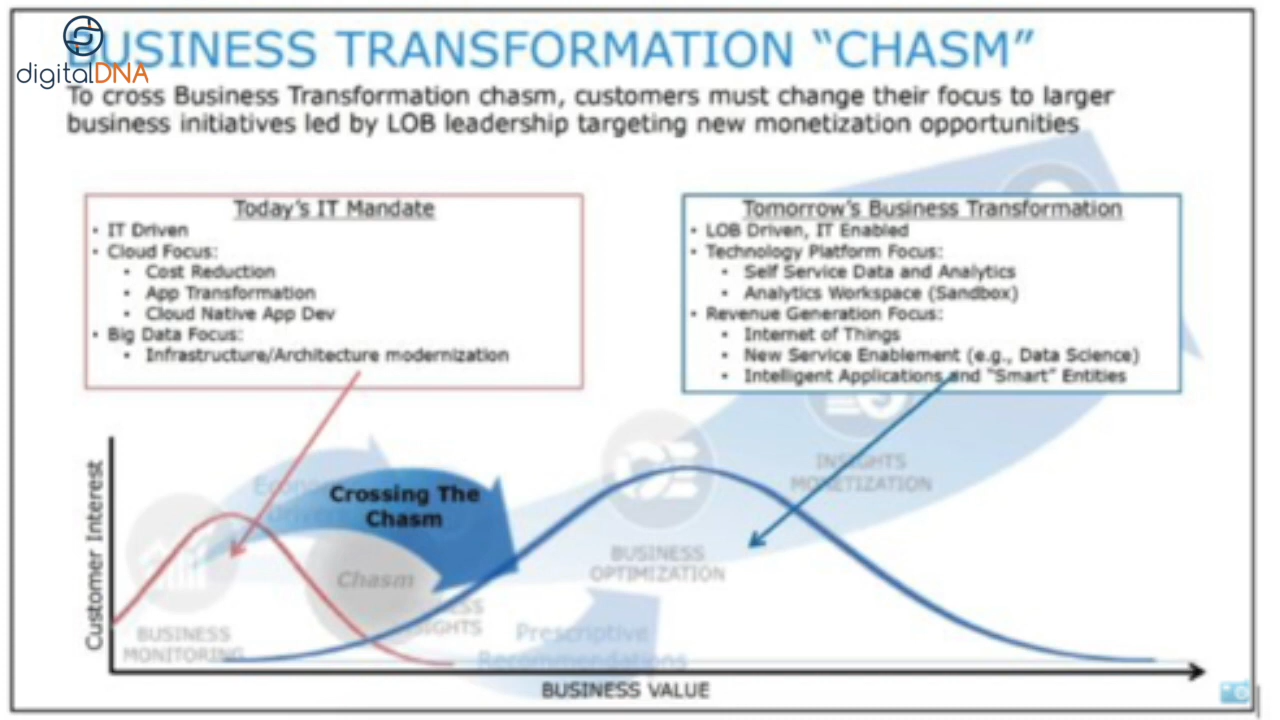 BUSINESS TRANSFORMATION “CHASM”
digitalDNA
To cross Business Transformation chasm, customers must change their focus to larger
business initiatives led by LOB leadership targeting new monetization opportunities
Today's IT Mandate
• IT Driven
• Cloud Focus:
• Cost Reduction
• App Transformation
• Cloud Native App Dev
• Big Data Focus:
• Infrastructure/Architecture modernization
Tomorrow's Business Transformation
• LOB Driven, IT Enabled
• Technology Platform Focus:
• Self Service Data and Analytics
• Analytics Workspace (Sandbox)
• Revenue Generation Focus:
• Internet of Things
• New Service Enablement (e.g., Data Science)
• Intelligent Applications and “Smart” Entities
Customer Interest
Crossing The
Chasm
Chasm
INSIGHTS
MONETIZATION
BUSINESS
OPTIMIZATION
BUSINESS
MONITORING
Prescriptive
Recommendations
BUSINESS VALUE